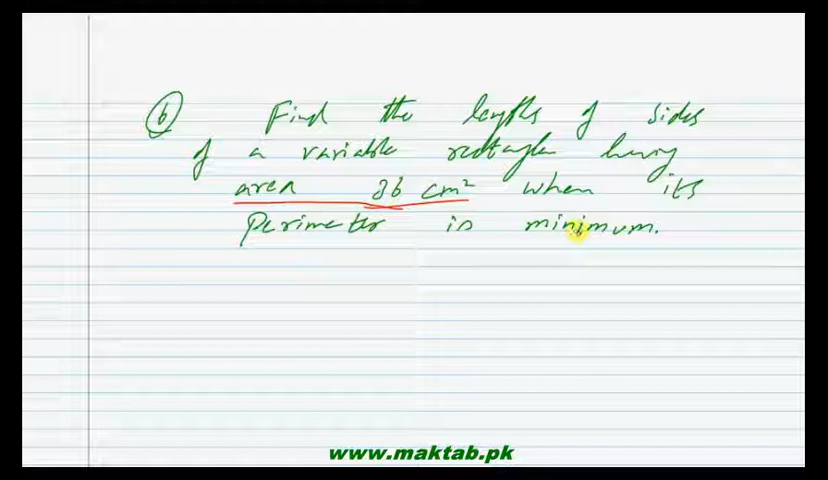 (6) Find the lengths of sides
of a variable rectangle having
area 36 cm² when its
Perimeter is minimum.
www.maktab.pk